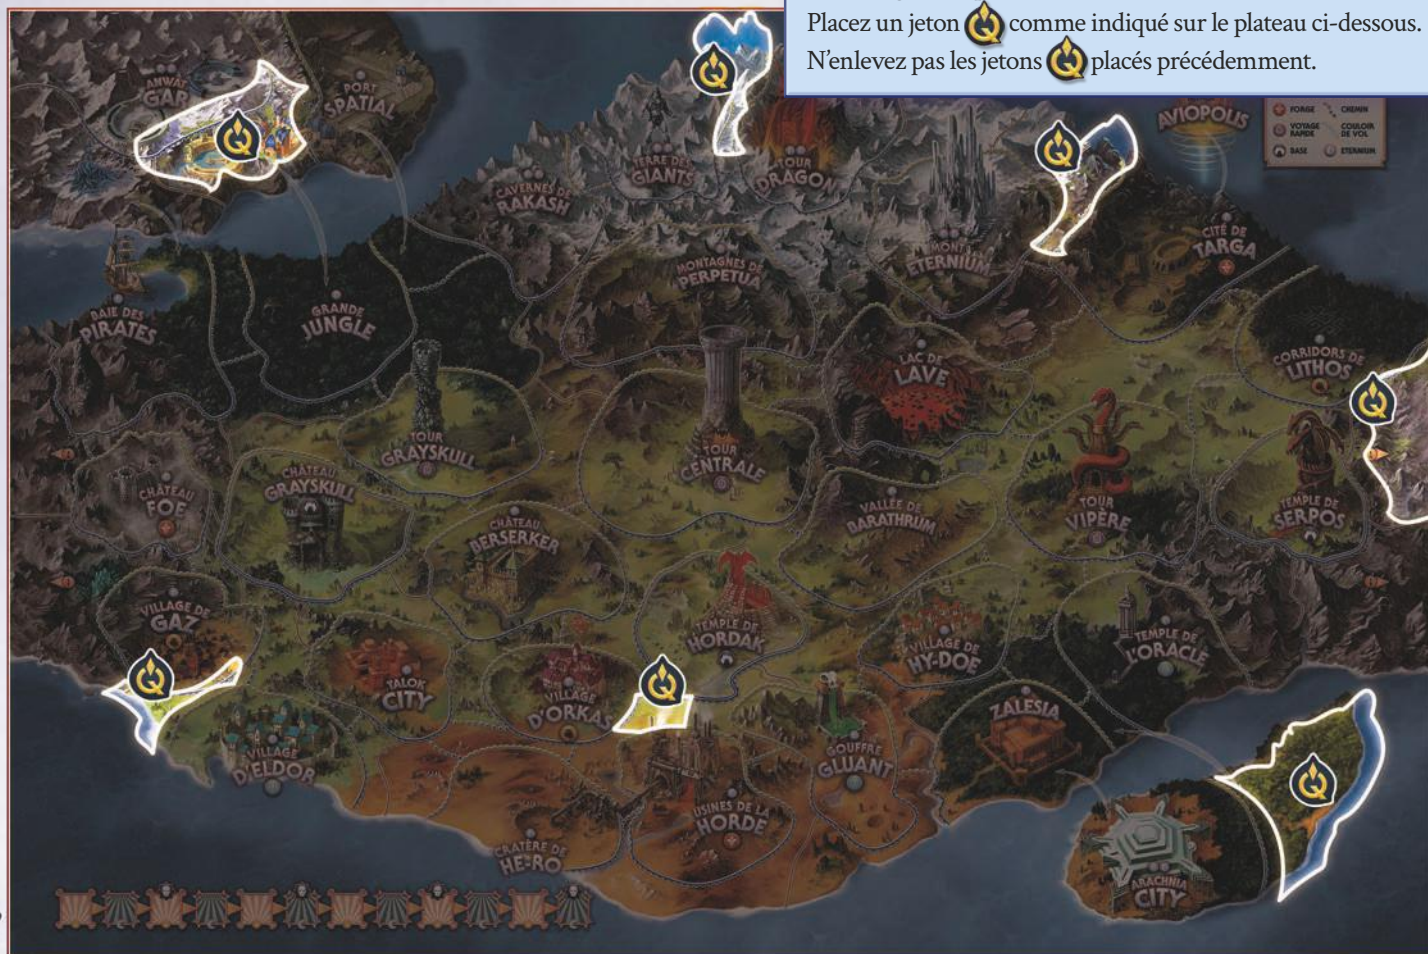 Placez un jeton Q comme indiqué sur le plateau ci-dessous.
N'enlevez pas les jetons Q placés précédemment.
ANWAT
GAR
PORT
SPATIAL
AVIOPOLIS
FORGE
CHEMIN
VOYAGE
RAPIDE
COULOIR
DE VOL
BASE
ETERNIUM
TERRE DES
GIANTS
TOUR
DRAGON
CAVERNES DE
RAKASH
MONT
ETERNIUM
CITÉ DE
TARGA
MONTAGNES DE
PERPETUA
BAIE DES
PIRATES
GRANDE
JUNGLE
LAC DE
LAVE
CORRIDORS DE
LITHOS
TOUR
GRAYSKULL
TOUR
CENTRALE
CHÂTEAU
GRAYSKULL
CHÂTEAU
FOE
CHÂTEAU
BERSERKER
VALLÉE DE
BARATHRUM
TOUR
VIPÈRE
TEMPLE DE
SERPOS
VILLAGE DE
GAZ
TEMPLE DE
HORDAK
VILLAGE DE
HY-DOE
TEMPLE DE
L'ORACLE
TALOK
CITY
VILLAGE
D'ORKAS
ZALESIA
VILLAGE
D'ELDOR
GOUFFRE
GLUANT
USINES DE LA
HORDE
CRATÈRE DE
HE-RO
ARACHNIA
CITY